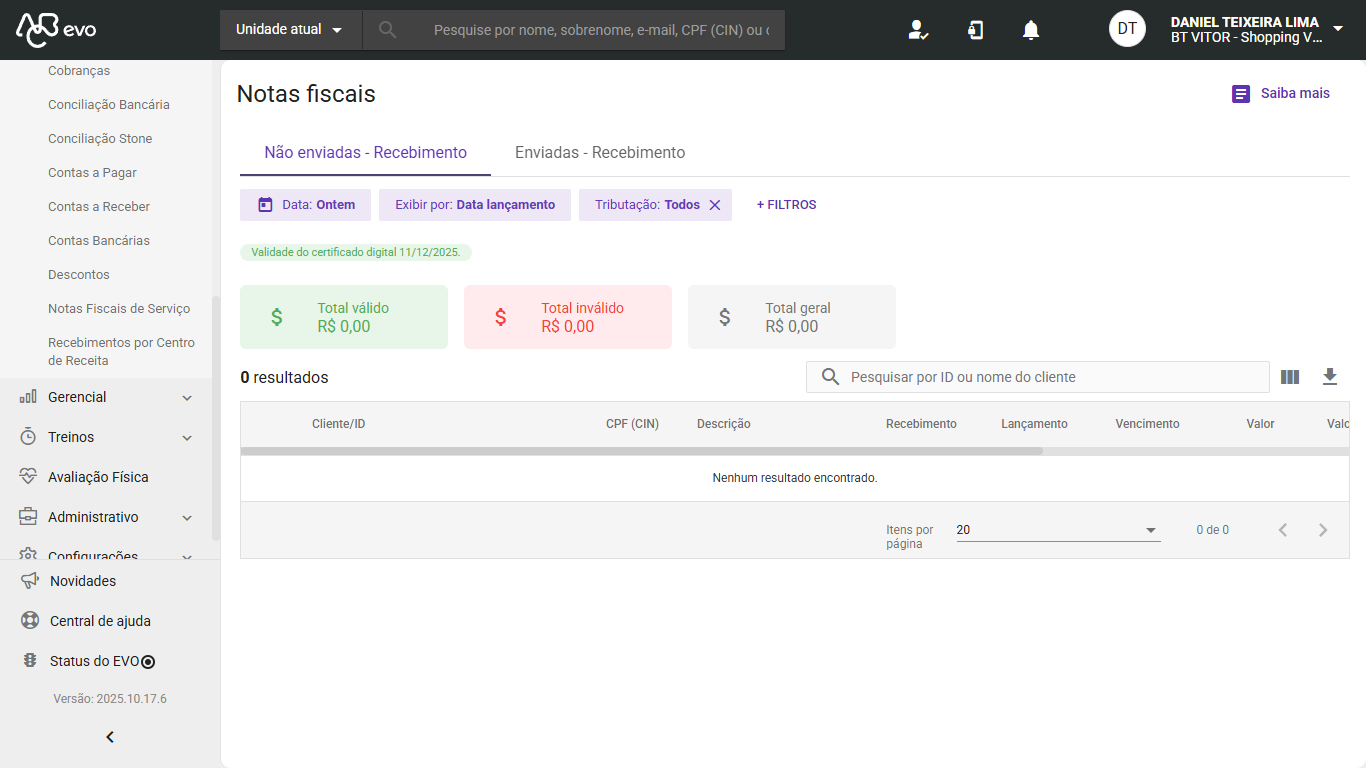 evo
Unidade atual
Pesquise por nome, sobrenome, e-mail, CPF (CIN) ou c
DT
DANIEL TEIXEIRA LIMA
BT VITOR - Shopping V...
Cobranças
Conciliação Bancária
Conciliação Stone
Contas a Pagar
Contas a Receber
Contas Bancárias
Descontos
Notas Fiscais de Serviço
Recebimentos por Centro
de Receita
Gerencial
Treinos
Avaliação Física
Administrativo
Configurações
Novidades
Central de ajuda
Status do EVO
Versão: 2025.10.17.6
Notas fiscais
Saiba mais
Não enviadas - Recebimento
Enviadas - Recebimento
Data: Ontem
Exibir por: Data lançamento
Tributação: Todos
+ FILTROS
Validade do certificado digital 11/12/2025.
$
Total válido
R$ 0,00
$
Total inválido
R$ 0,00
$
Total geral
R$ 0,00
0 resultados
Pesquisar por ID ou nome do cliente
Cliente/ID
CPF (CIN)
Descrição
Recebimento
Lançamento
Vencimento
Valor
Valo
Nenhum resultado encontrado.
Itens por
página
20
0 de 0